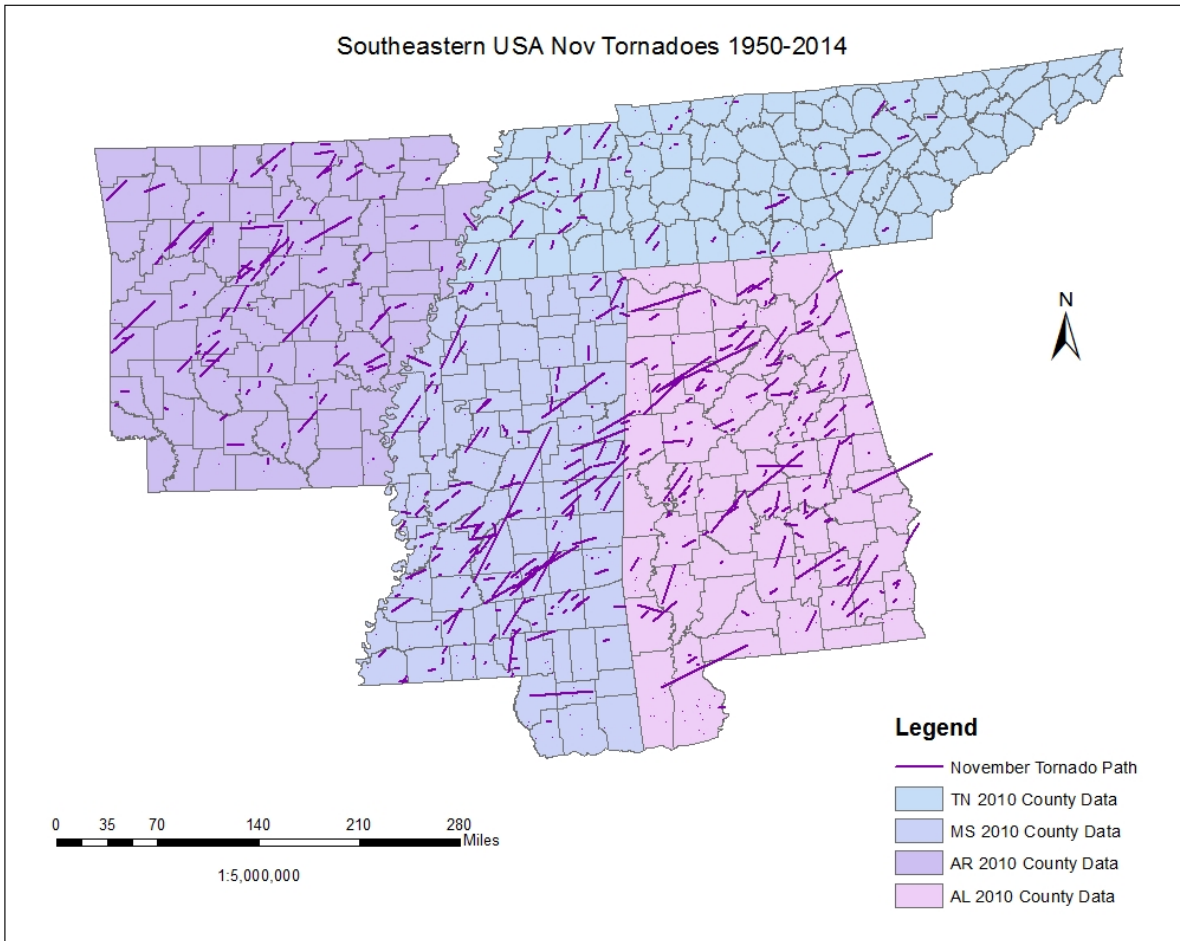 Southeastern USA Nov Tornadoes 1950-2014
N
Legend
November Tornado Path
TN 2010 County Data
MS 2010 County Data
AR 2010 County Data
AL 2010 County Data
0 35 70 140 210 280
Miles
1:5,000,000